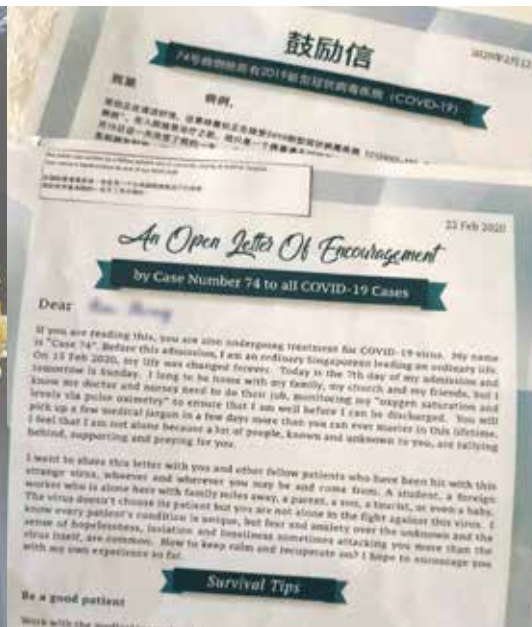 鼓励信
74号病例给所有2019新型冠状病毒疾病 (COVID-19)
病例,
22 Feb 2020
An Open Letter Of Encouragement
by Case Number 74 to all COVID-19 Cases
Dear
If you are reading this, you are also undergoing treatment for COVID-19 virus. My name
is "Case 74". Before this admission, I am an ordinary Singaporean leading an ordinary life.
On 15 Feb 2020, my life was changed forever. Today is the 7th day of my admission and
tomorrow is Sunday. I long to be home with my family, my church and my friends, but I
know my doctor and nurses need to do their job, monitoring my "oxygen saturation and
levels via pulse oximetry" to ensure that I am well before I can be discharged. You will
pick up a few medical jargon in a few days more than you can ever master in this lifetime.
I feel that I am not alone because a lot of people, known and unknown to you, are rallying
behind, supporting and praying for you.
I want to share this letter with you and other fellow patients who have been hit with this
strange virus, whoever and wherever you may be and come from. A student, a foreign
worker who is alone here with family miles away, a parent, a son, a tourist, or even a baby.
The virus doesn't choose its patient but you are not alone in the fight against this virus. I
know every patient's condition is unique, but fear and anxiety over the unknown and the
sense of hopelessness, isolation and loneliness sometimes attacking you more than the
virus itself, are common. How to keep calm and recuperate on? I hope to encourage you
with my own experience so far.
Survival Tips
Be a good patient
Work with the